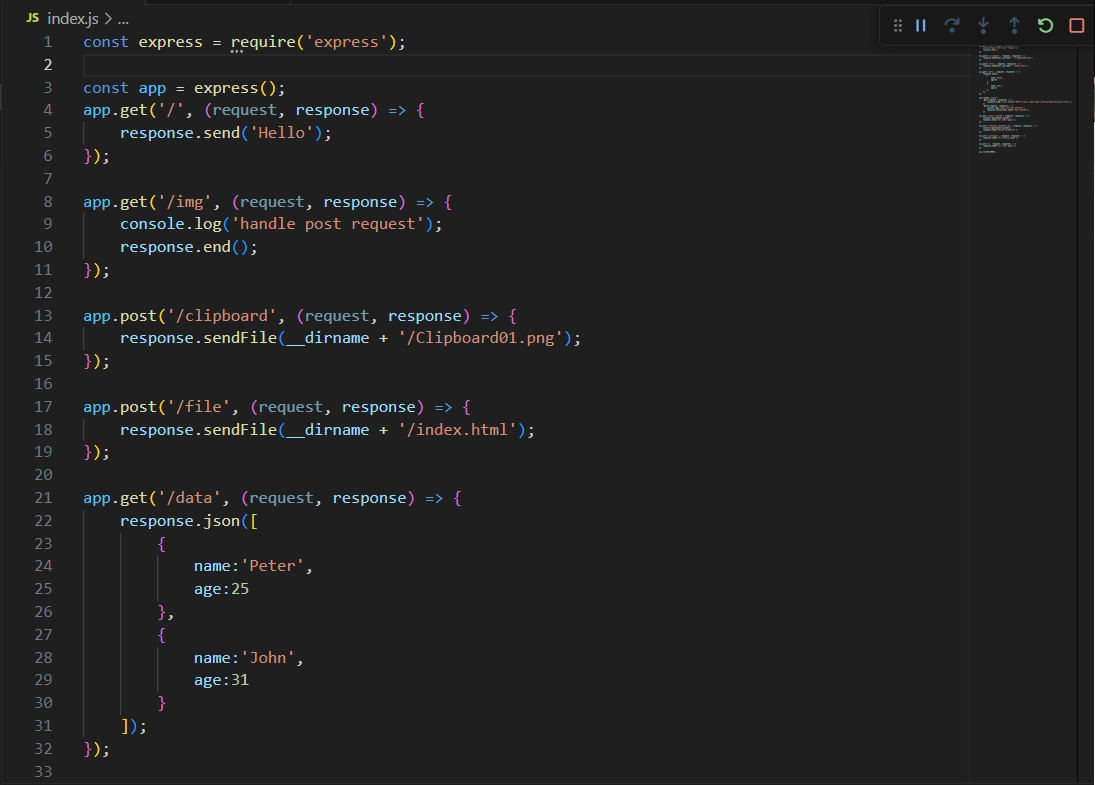 JS index.js > ...
1 const express = require('express');
2
3 const app = express();
4 app.get('/', (request, response) => {
5 response.send('Hello');
6 });
7
8 app.get('/img', (request, response) => {
9 console.log('handle post request');
10 response.end();
11 });
12
13 app.post('/clipboard', (request, response) => {
14 response.sendFile(__dirname + '/Clipboard01.png');
15 });
16
17 app.post('/file', (request, response) => {
18 response.sendFile(__dirname + '/index.html');
19 });
20
21 app.get('/data', (request, response) => {
22 response.json([
23 {
24 name:'Peter',
25 age:25
26 },
27 {
28 name:'John',
29 age:31
30 }
31 ]);
32 });
33